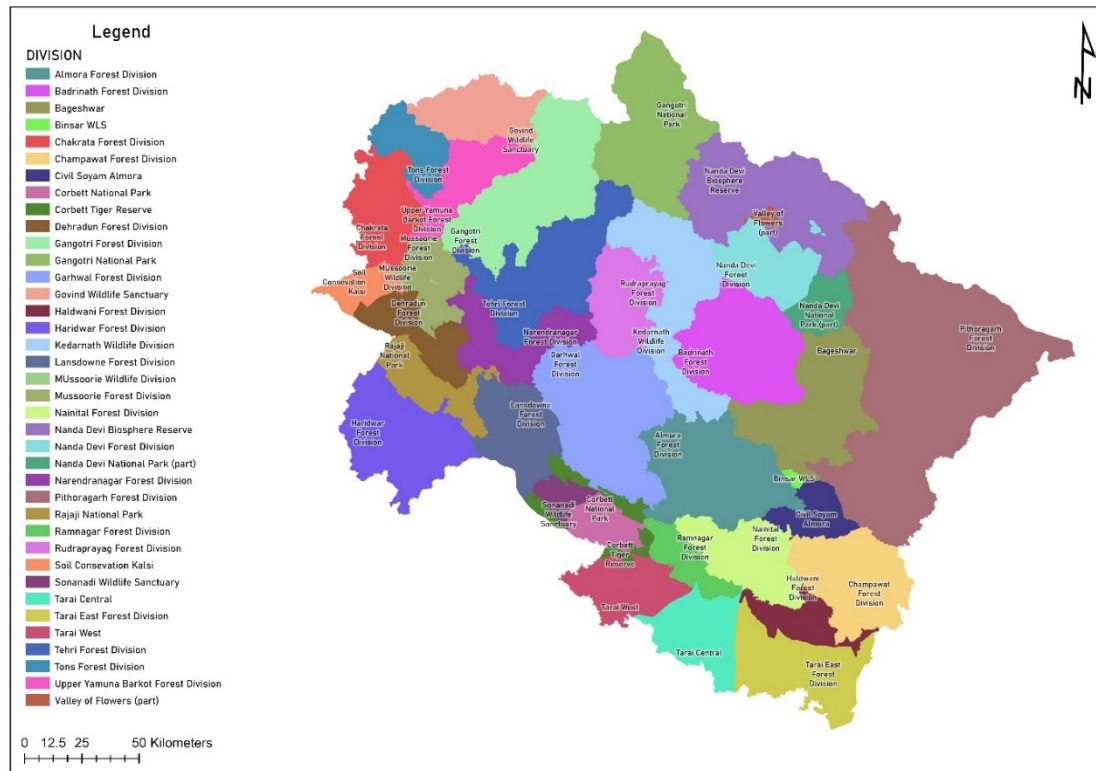 Legend
DIVISION
Almora Forest Division
Badrinath Forest Division
Bageshwar
Binsar WLS
Chakrata Forest Division
Champawat Forest Division
Civil Soyam Almora
Corbett National Park
Corbett Tiger Reserve
Dehradun Forest Division
Gangotri Forest Division
Gangotri National Park
Garhwal Forest Division
Govind Wildlife Sanctuary
Haldwani Forest Division
Haridwar Forest Division
Kedarnath Wildlife Division
Lansdowne Forest Division
MUssoorie Wildlife Division
Mussoorie Forest Division
Nainital Forest Division
Nanda Devi Biosphere Reserve
Nanda Devi Forest Division
Nanda Devi National Park (part)
Narendranagar Forest Division
Pithoragarh Forest Division
Rajaji National Park
Ramnagar Forest Division
Rudraprayag Forest Division
Soil Consevation Kalsi
Sonanadi Wildlife Sanctuary
Tarai Central
Tarai East Forest Division
Tarai West
Tehri Forest Division
Tons Forest Division
Upper Yamuna Barkot Forest Division
Valley of Flowers (part)
0 12.5 25 50 Kilometers
N
Gangotri
National
Park
Govind
Wildlife
Sanctuary
Tons Forest
Division
Nanda Devi
Biosphere
Reserve
Upper Yamuna
Barkot Forest
Division
Valley of
Flowers
(part)
Chakrata
Forest
Division
Mussoorie
Forest
Division
Gangotri
Forest
Division
Nanda Devi
Forest
Division
Soil
Consevation
Kalsi
MUssoorie
Wildlife
Division
Rudraprayag
Forest
Division
Dehradun
Forest
Division
Tehri Forest
Division
Nanda Devi
National
Park (part)
Narendranagar
Forest Division
Kedarnath
Wildlife
Division
Pithoragarh
Forest
Division
Rajaji
National
Park
Garhwal
Forest
Division
Badrinath
Forest
Division
Bageshwar
Lansdowne
Forest
Division
Haridwar
Forest
Division
Almora
Forest
Division
Binsar WLS
Sonanadi
Wildlife
Sanctuary
Corbett
National
Park
Civil Soyam
Almora
Corbett
Tiger
Reserve
Ramnagar
Forest
Division
Nainital
Forest
Division
Haldwani
Forest
Division
Champawat
Forest
Division
Tarai West
Tarai Central
Tarai East
Forest
Division